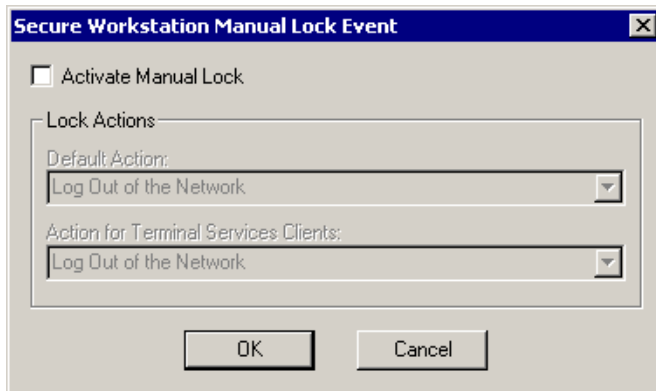 Secure Workstation Manual Lock Event
Activate Manual Lock
Lock Actions
Default Action:
Log Out of the Network
Action for Terminal Services Clients:
Log Out of the Network
OK Cancel